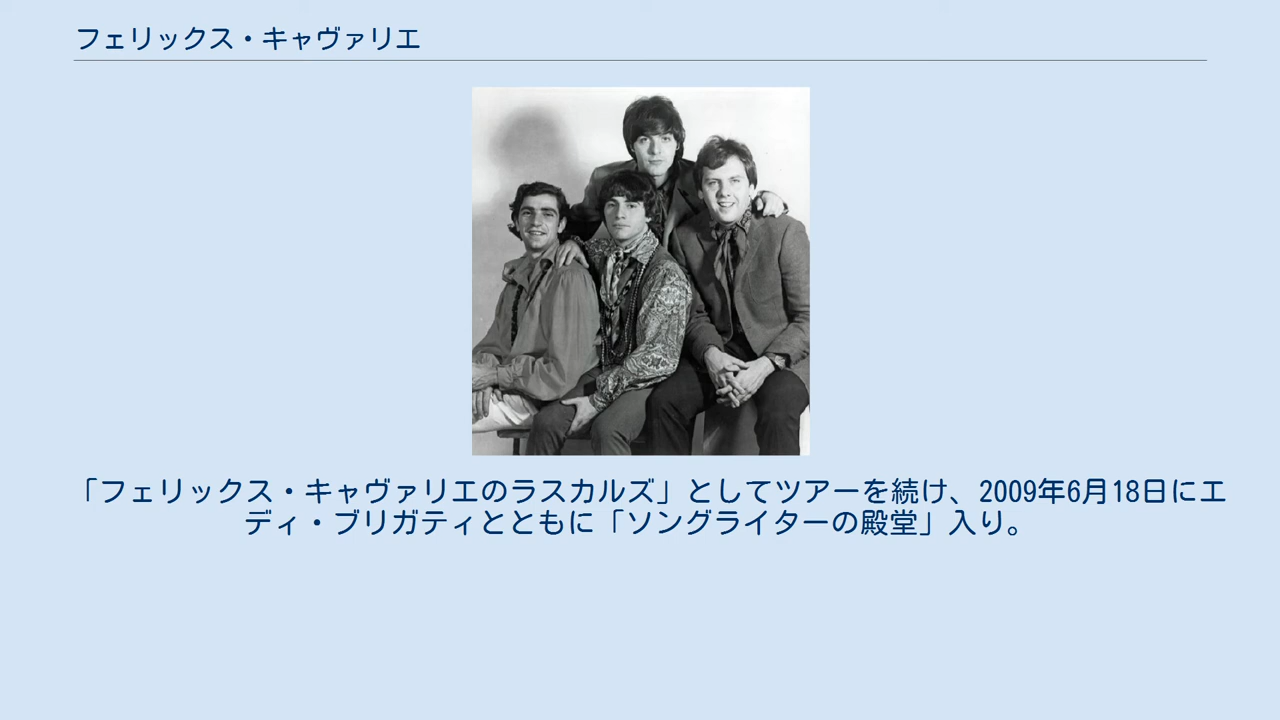 フェリックス・キャヴァリエ
「フェリックス・キャヴァリエのラスカルズ」としてツアーを続け、2009年6月18日にエ
ディ・ブリガティとともに「ソングライターの殿堂」入り。